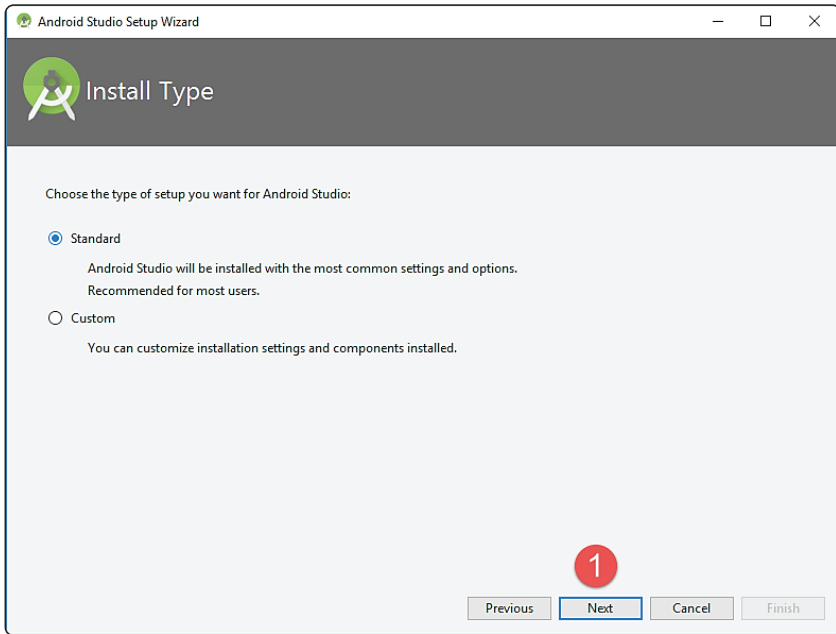 Android Studio Setup Wizard
Install Type
Choose the type of setup you want for Android Studio:
Standard
Android Studio will be installed with the most common settings and options.
Recommended for most users.
Custom
You can customize installation settings and components installed.
1
Previous Next Cancel Finish